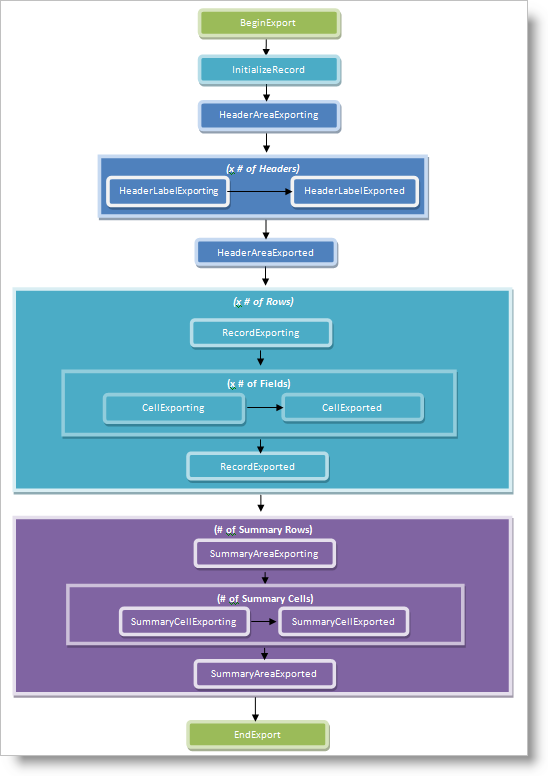 BeginExport
InitializeRecord
HeaderAreaExporting
(x # of Headers)
HeaderLabelExporting
HeaderLabelExported
HeaderAreaExported
(x # of Rows)
RecordExporting
(x # of Fields)
CellExporting
CellExported
RecordExported
(# of Summary Rows)
SummaryAreaExporting
(# of Summary Cells)
SummaryCellExporting
SummaryCellExported
SummaryAreaExported
EndExport